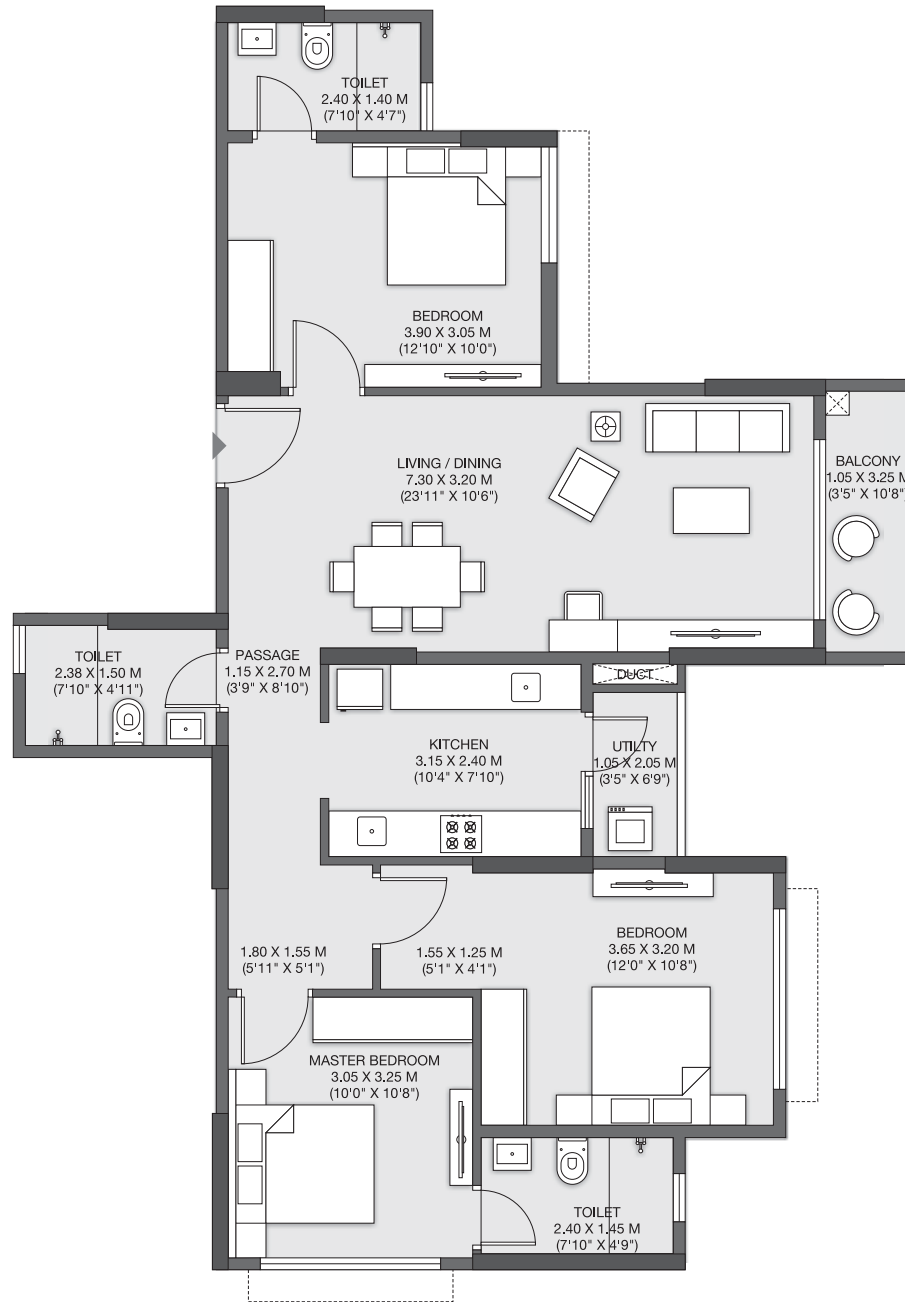 TOILET
2.40 X 1.40 M
(7'10" X 4'7")
BEDROOM
3.90 X 3.05 M
(12'10" X 10'0")
LIVING / DINING
7.30 X 3.20 M
(23'11" X 10'6")
BALCONY
1.05 X 3.25 M
(3'5" X 10'8")
TOILET
2.38 X 1.50 M
(7'10" X 4'11")
PASSAGE
1.15 X 2.70 M
(3'9" X 8'10")
DUCT
KITCHEN
3.15 X 2.40 M
(10'4" X 7'10")
UTILTY
1.05 X 2.05 M
(3'5" X 6'9")
1.80 X 1.55 M
(5'11" X 5'1")
1.55 X 1.25 M
(5'1" X 4'1")
BEDROOM
3.65 X 3.20 M
(12'0" X 10'8")
MASTER BEDROOM
3.05 X 3.25 M
(10'0" X 10'8")
TOILET
2.40 X 1.45 M
(7'10" X 4'9")